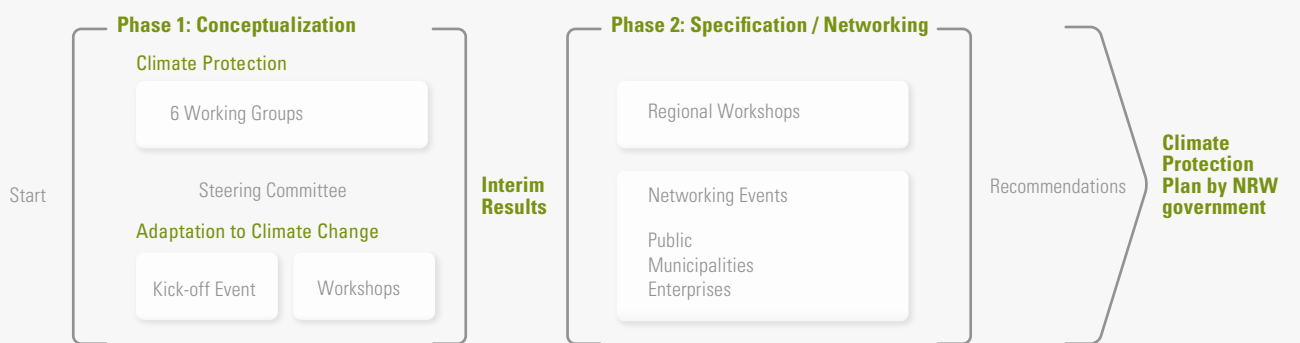 Start
Phase 1: Conceptualization
Climate Protection
6 Working Groups
Steering Committee
Adaptation to Climate Change
Kick-off Event
Workshops
Interim
Results
Phase 2: Specification / Networking
Regional Workshops
Networking Events
Public
Municipalities
Enterprises
Recommendations
Climate
Protection
Plan by NRW
government